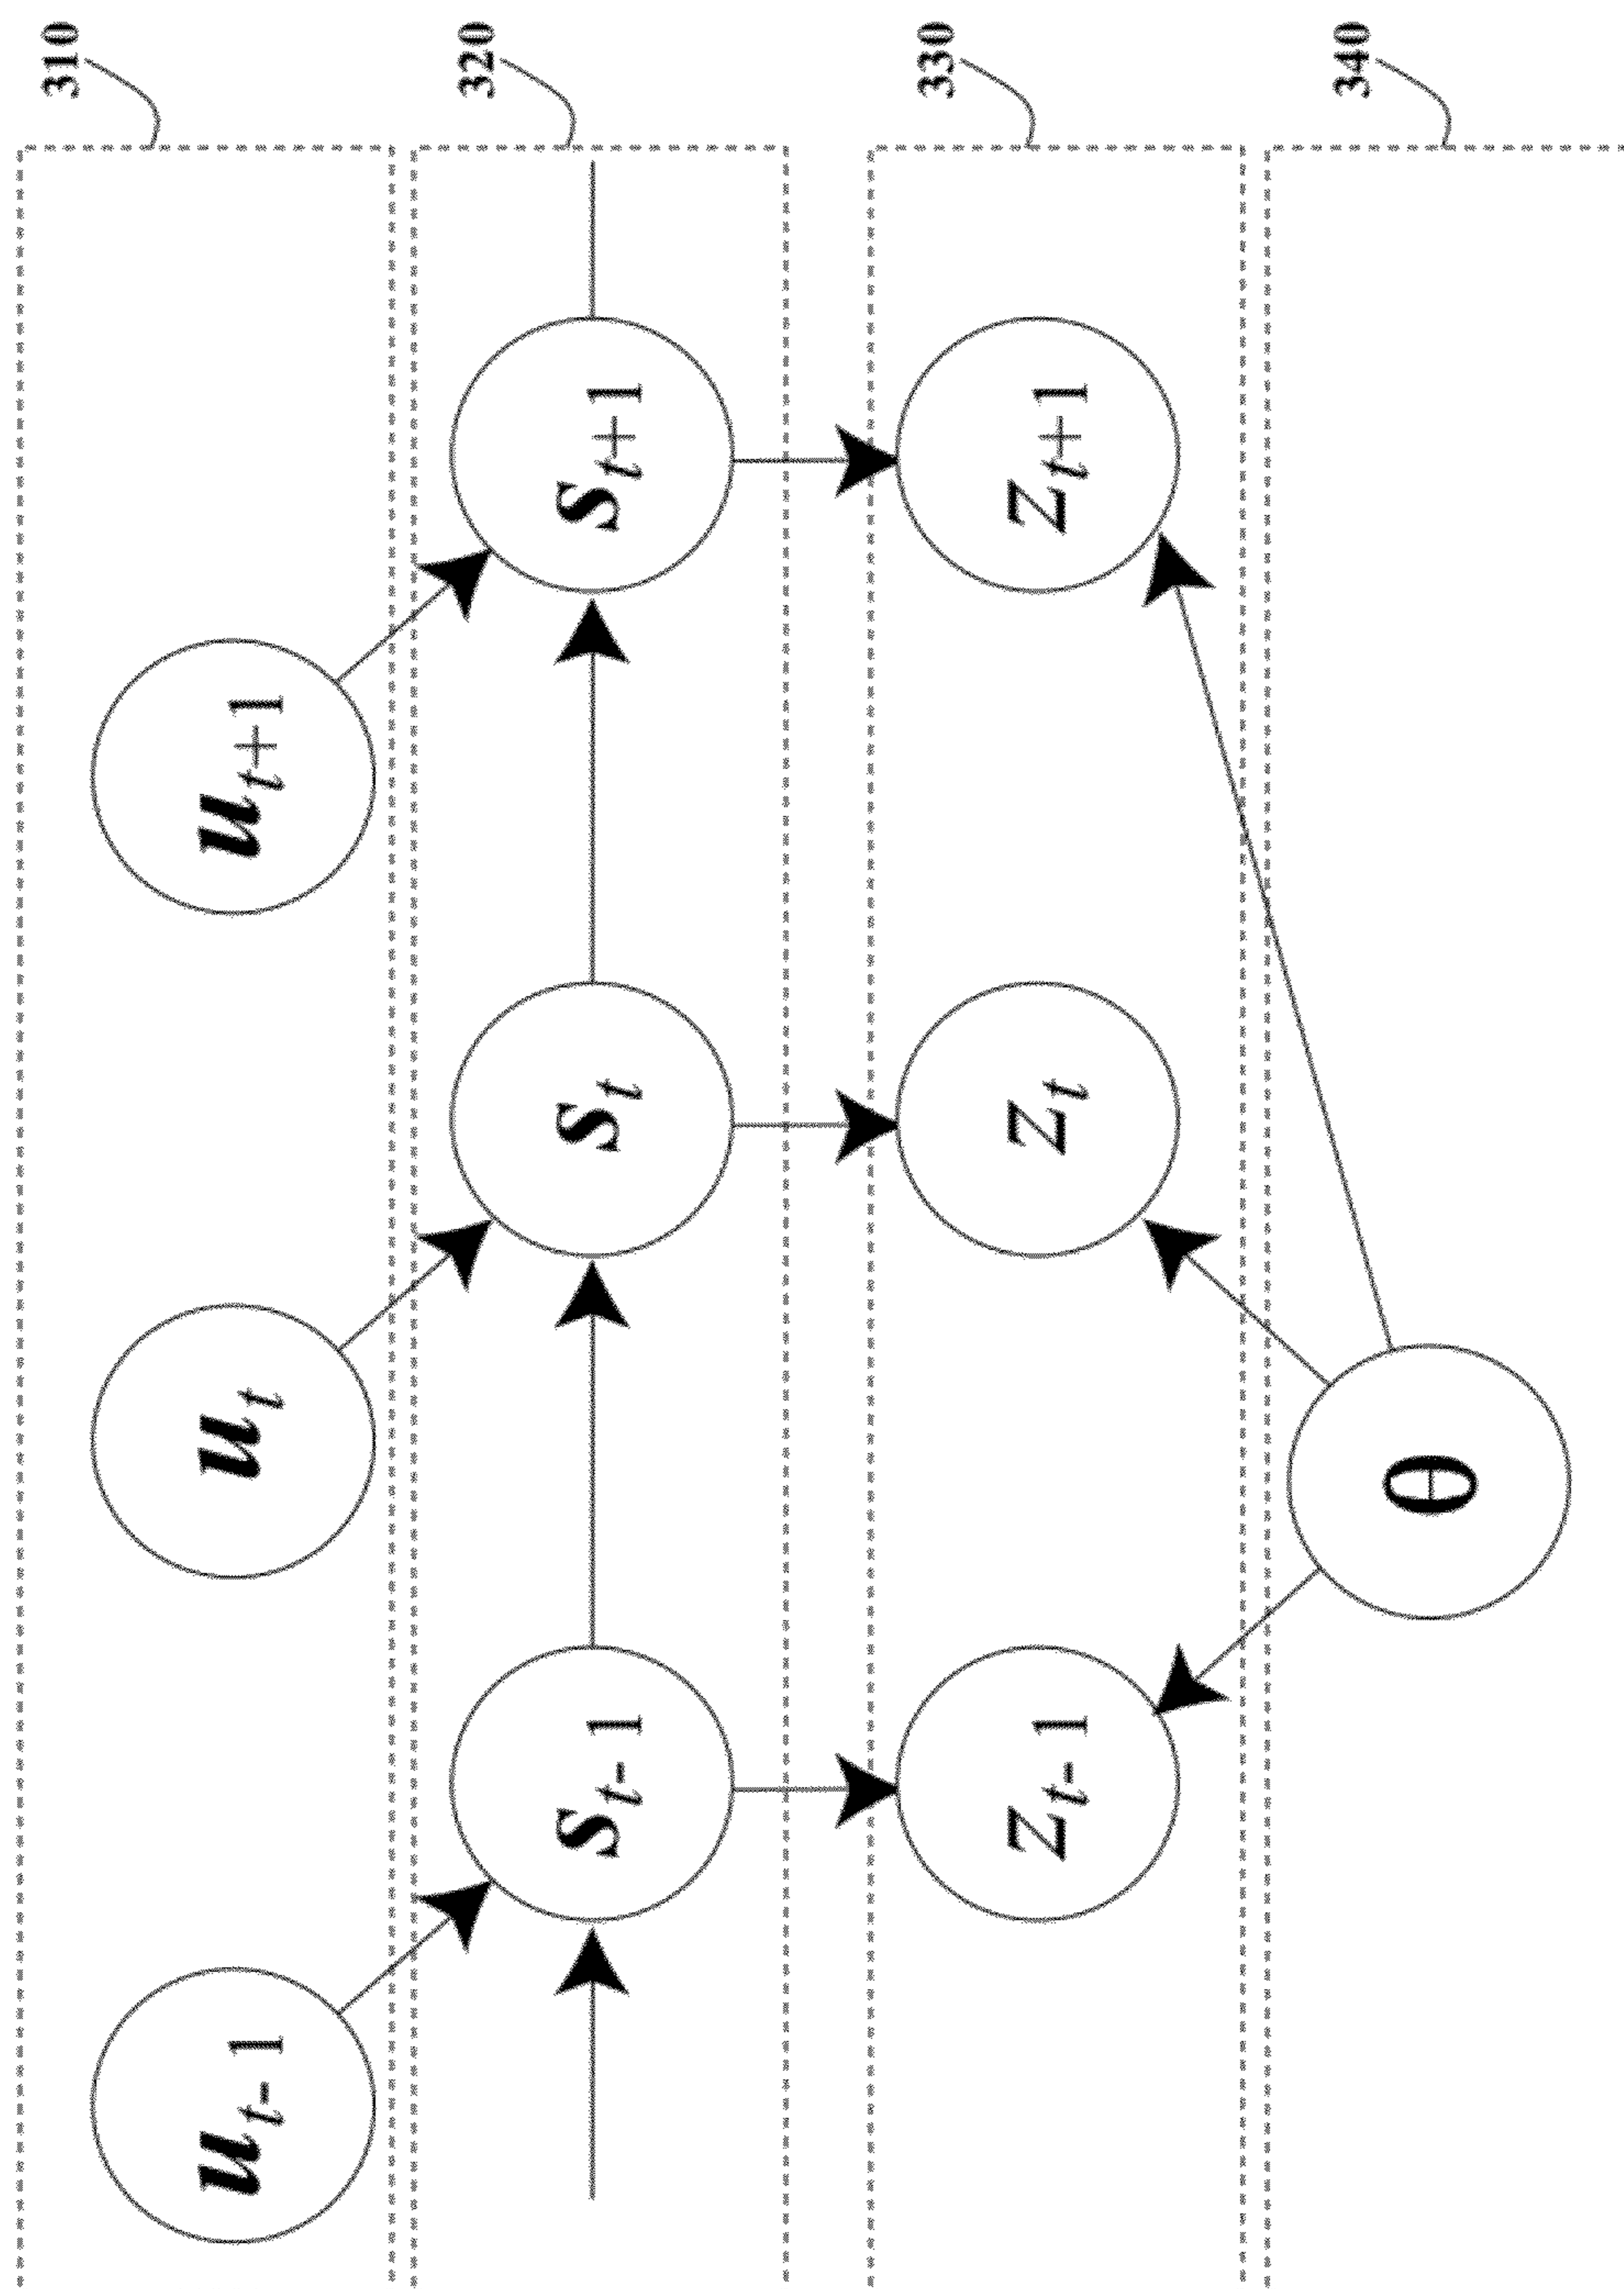 310
u_{t-1} u_t u_{t+1}
320
s_{t-1} s_t s_{t+1}
330
z_{t-1} z_t z_{t+1}
340
θ